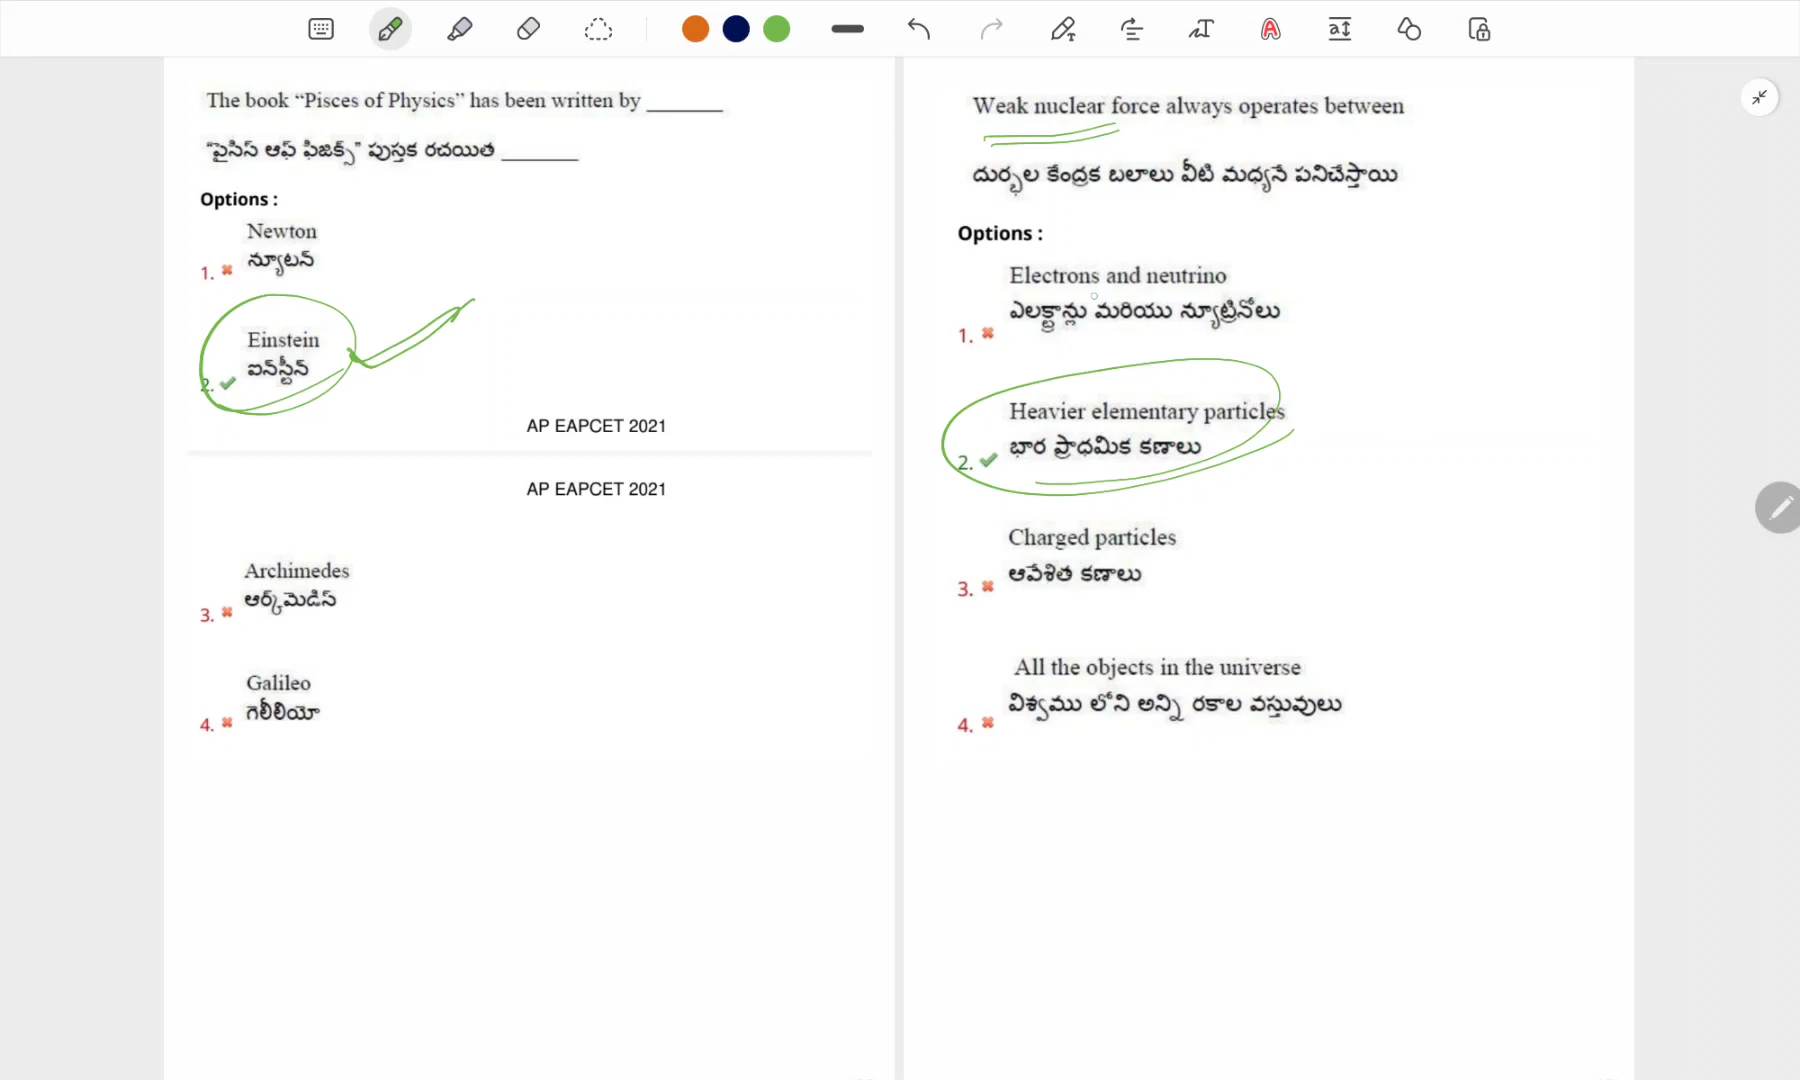 The book “Pisces of Physics” has been written by ________
“పైసిస్ ఆఫ్ ఫిజిక్స్” పుస్తక రచయిత ________
Options :
Newton
న్యూటన్
1.
Einstein
ఐన్‌స్టీన్
2.
AP EAPCET 2021
AP EAPCET 2021
Archimedes
ఆర్కిమెడిస్
3.
Galileo
గెలీలియో
4.
Weak nuclear force always operates between
దుర్భల కేంద్రక బలాలు వీటి మధ్యనే పనిచేస్తాయి
Options :
Electrons and neutrino
ఎలక్ట్రాన్లు మరియు న్యూట్రినోలు
1.
Heavier elementary particles
భార ప్రాధమిక కణాలు
2.
Charged particles
ఆవేశిత కణాలు
3.
All the objects in the universe
విశ్వము లోని అన్ని రకాల వస్తువులు
4.